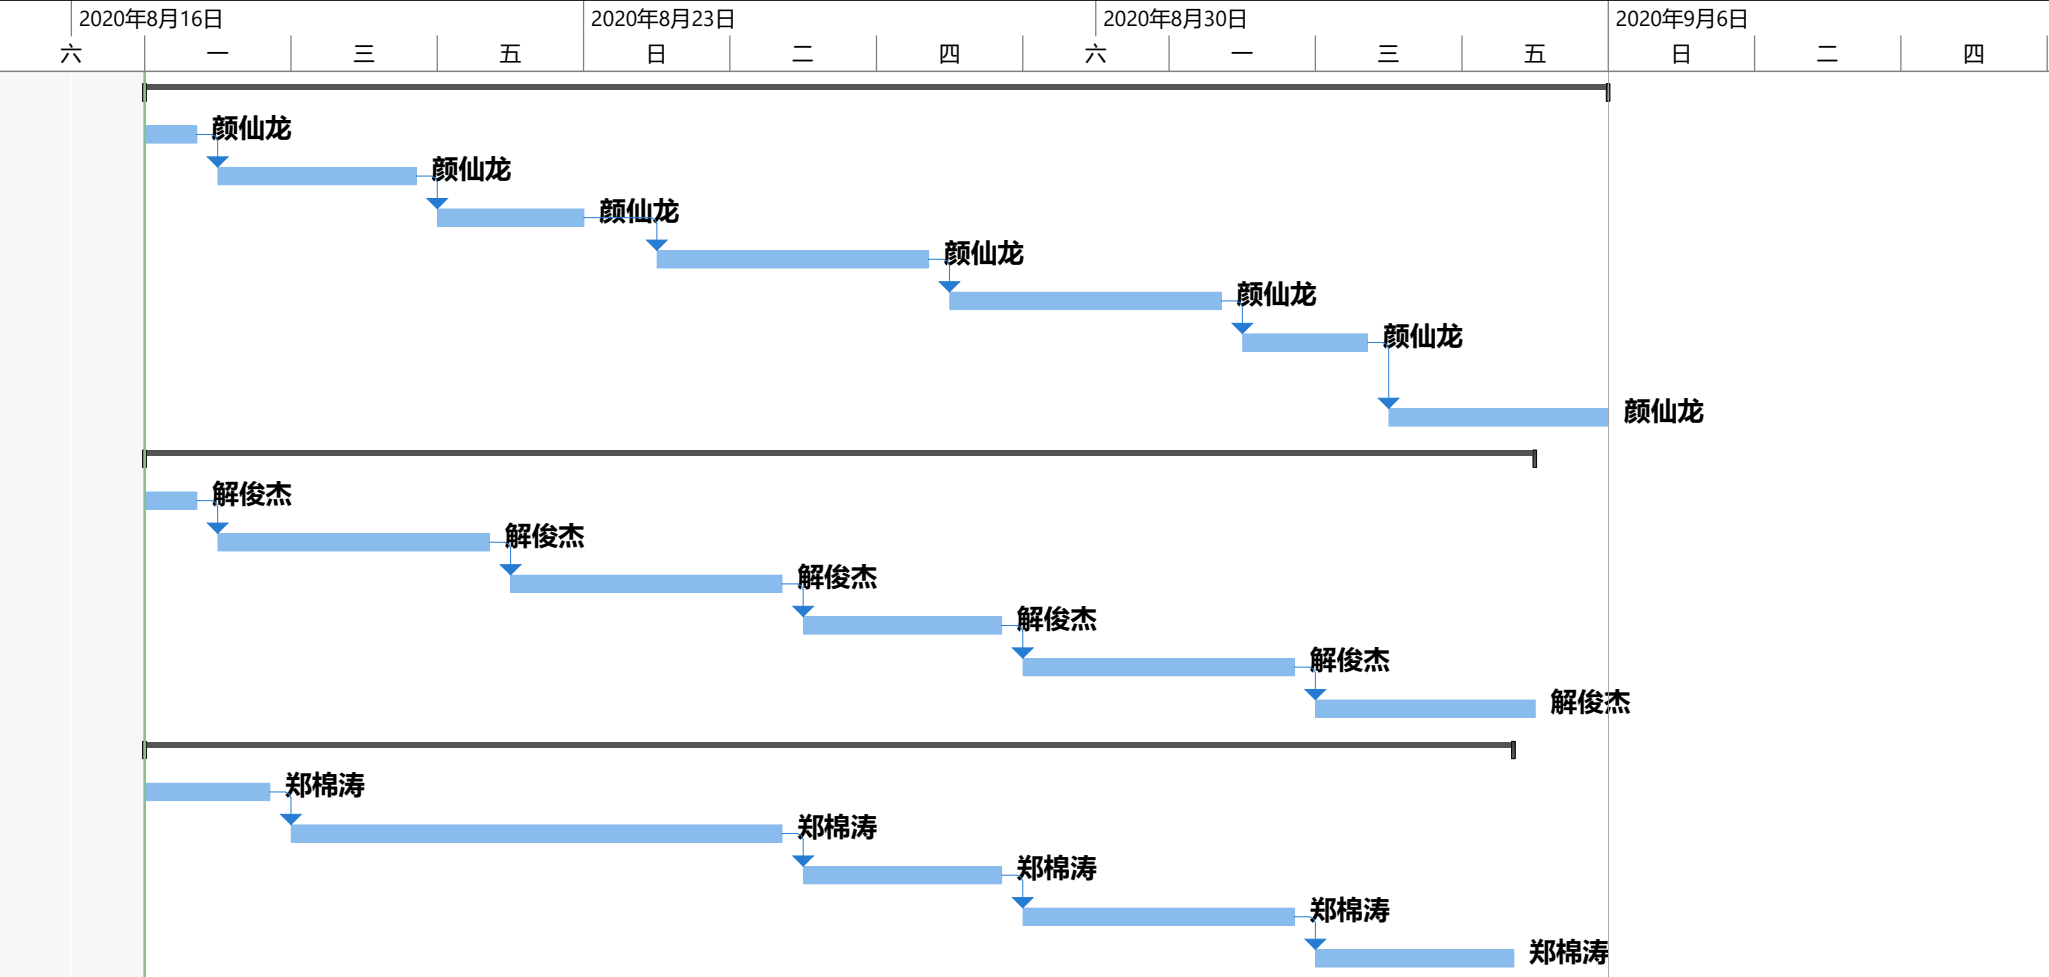 2020年8月16日 2020年8月23日 2020年8月30日 2020年9月6日
六 一 三 五 日 二 四 六 一 三 五 日 二 四
颜仙龙
颜仙龙
颜仙龙
颜仙龙
颜仙龙
颜仙龙
颜仙龙
解俊杰
解俊杰
解俊杰
解俊杰
解俊杰
解俊杰
郑棉涛
郑棉涛
郑棉涛
郑棉涛
郑棉涛